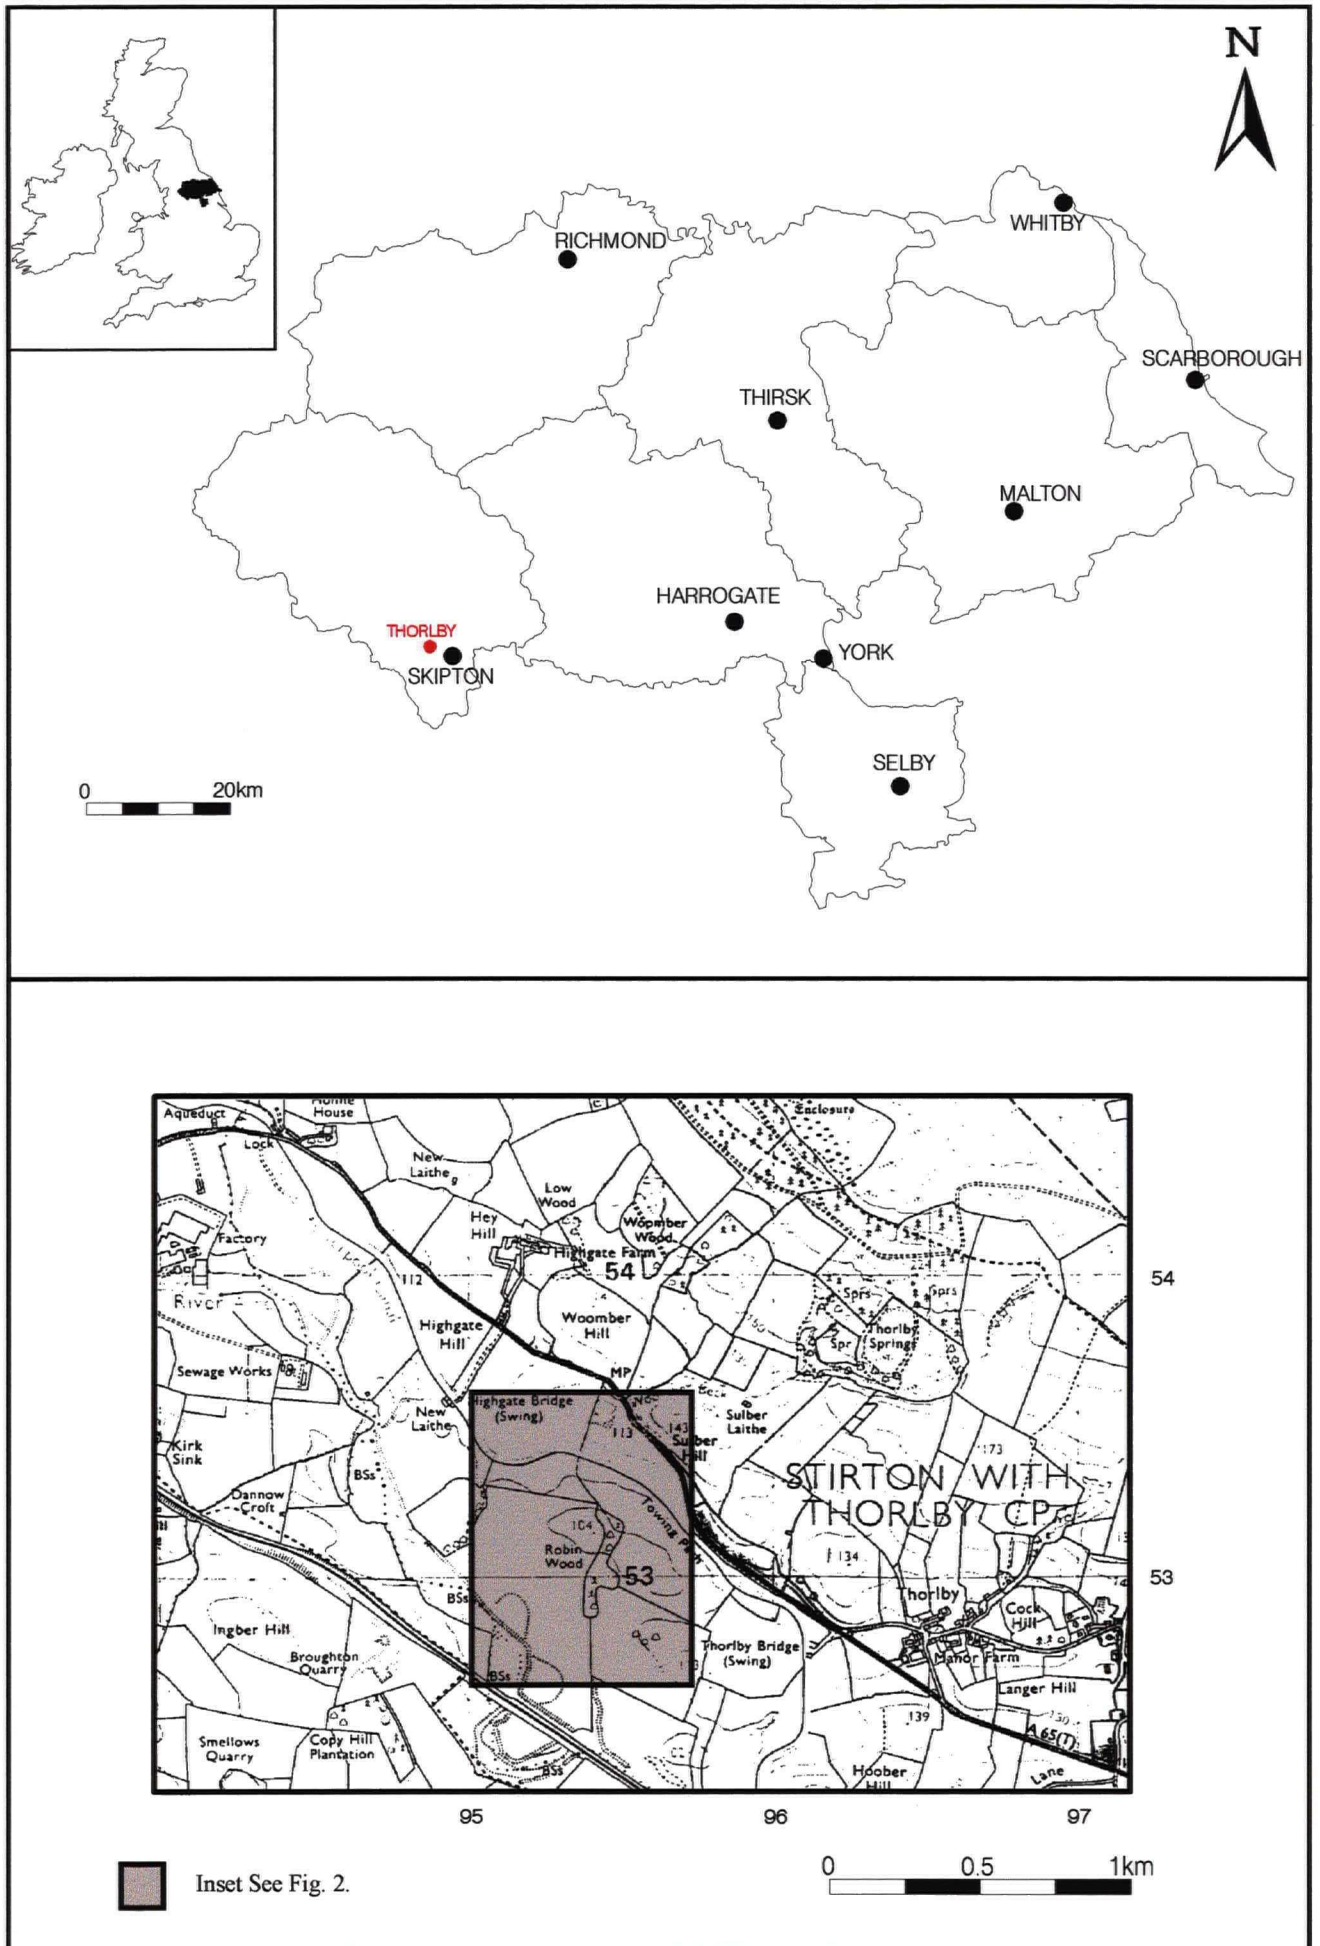 N
WHITBY
RICHMOND
SCARBOROUGH
THIRSK
MALTON
HARROGATE
THORLBY
YORK
SKIPTON
SELBY
0 20km
Aqueduct
House
Enclosure
Lock
New
Laithe
Low
Wood
Hey
Hill
Woomber
Wood
Factory
Highgate Farm
54
54
112
River
Sprs
Sprs
Highgate
Hill
Woomber
Hill
Thorlby
Springs
Spr
MP
Sewage Works
Highgate Bridge
(Swing)
New
Laithe
Sulber
Laithe
113
143
Sulber
Hill
Kirk
Sink
173
BSs
STIRTON WITH
THORLBY CP
Dannow
Croft
Towing Path
104
Robin
Wood
134
53
53
BSs
Thorlby
Cock
Hill
Ingber Hill
Thorlby Bridge
(Swing)
Broughton
Quarry
Manor Farm
BSs
Langer Hill
139
130
A 65(T)
Smellows
Quarry
Copy Hill
Plantation
BSs
Hoober
Hill
Lane
95 96 97
0 0.5 1km
Inset See Fig. 2.